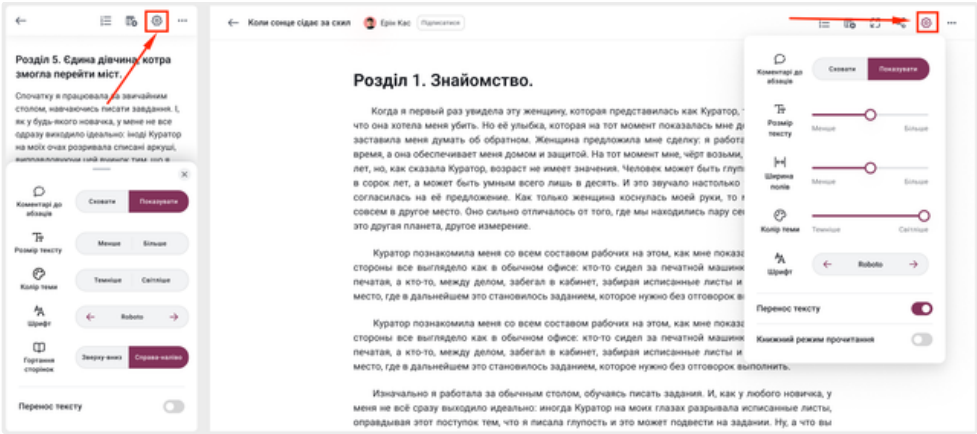 Розділ 5. Єдина дівчина, котра
змогла перейти міст.
Спочатку я працювала за звичайним
столом, навчаючись писати завдання. І,
як у будь-якого новачка, у мене не все
одразу виходило ідеально: іноді Куратор
на моїх очах розривала списані аркуші,
виправдовуючи цей вчинок тим, що я
Коментарі до
абзаців
Сховати
Показувати
Розмір тексту
Менше
Більше
Колір теми
Темніше
Світліше
Шрифт
Roboto
Гортання
сторінок
Зверху-вниз
Справа-наліво
Перенос тексту
Коли сонце сідає за схил
Ерін Кас
Підписатися
Розділ 1. Знайомство.
Когда я первый раз увидела эту женщину, которая представилась как Куратор,
что она хотела меня убить. Но её улыбка, которая на тот момент показалась мне
заставила меня думать об обратном. Женщина предложила мне сделку: я
время, а она обеспечивает меня домом и защитой. На тот момент мне, чёрт возьми,
лет, но, как сказала Куратор, возраст не имеет значения. Человек может быть
в сорок лет, а может быть умным всего лишь в десять. И это звучало настолько
согласилась на её предложение. Как только женщина коснулась моей руки, то
совсем в другое место. Оно сильно отличалось от того, где мы находились пару
это другая планета, другое измерение.
Куратор познакомила меня со всем составом рабочих на этом, как мне
стороны все выглядело как в обычном офисе: кто-то сидел за печатной
печатая, а кто-то, между делом, забегал в кабинет, забирая исписанные листы и
место, где в дальнейшем это становилось заданием, которое нужно без отговорок
Куратор познакомила меня со всем составом рабочих на этом, как мне
стороны все выглядело как в обычном офисе: кто-то сидел за печатной
печатая, а кто-то, между делом, забегал в кабинет, забирая исписанные листы и
место, где в дальнейшем это становилось заданием, которое нужно без отговорок выполнить.
Изначально я работала за обычным столом, обучаясь писать задания. И, как у любого новичка, у
меня не всё сразу выходило идеально: иногда Куратор на моих глазах разрывала исписанные листы,
оправдывая этот поступок тем, что я писала глупость и это может подвести на задании. Ну, а что вы
Коментарі до
абзаців
Сховати
Показувати
Розмір
тексту
Менше
Більше
Ширина
полів
Менше
Більше
Колір теми
Темніше
Світліше
Шрифт
Roboto
Перенос тексту
Книжний режим прочитання